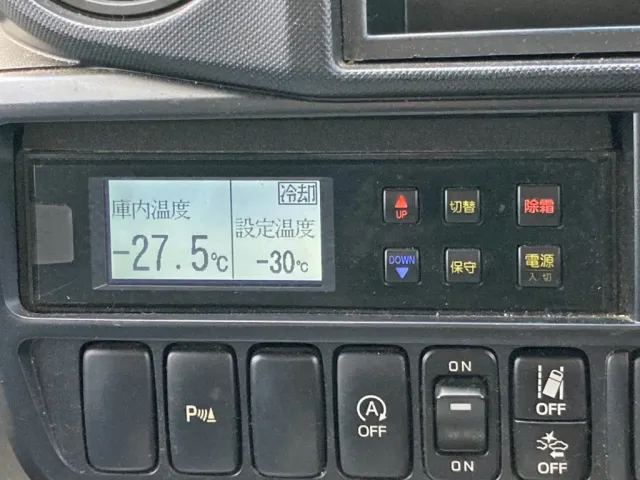 冷却
庫内温度
設定温度
-27.5℃
-30℃
UP
切替
除霜
DOWN
保守
電源
入 切
P
A
OFF
ON
ON
OFF
OFF